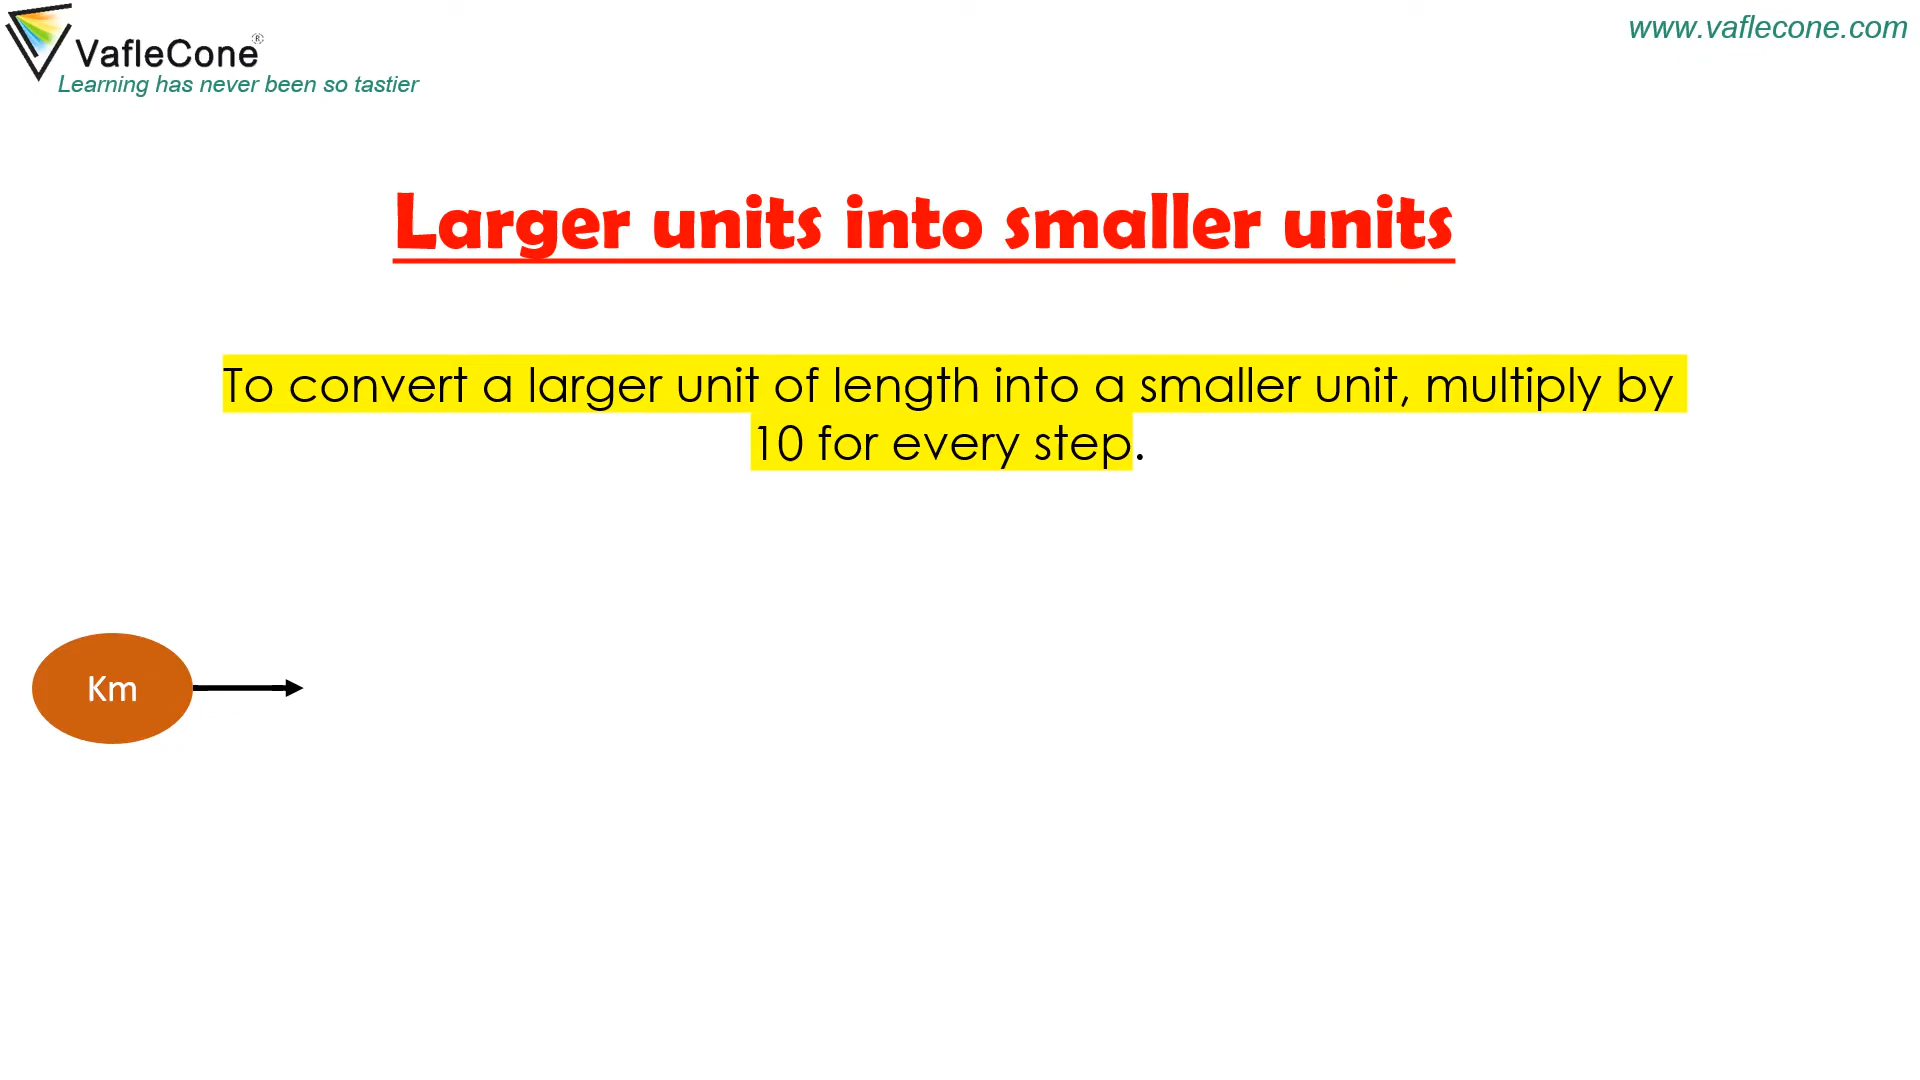 VafleCone®
Learning has never been so tastier
www.vaflecone.com
Larger units into smaller units
To convert a larger unit of length into a smaller unit, multiply by
10 for every step.
Km